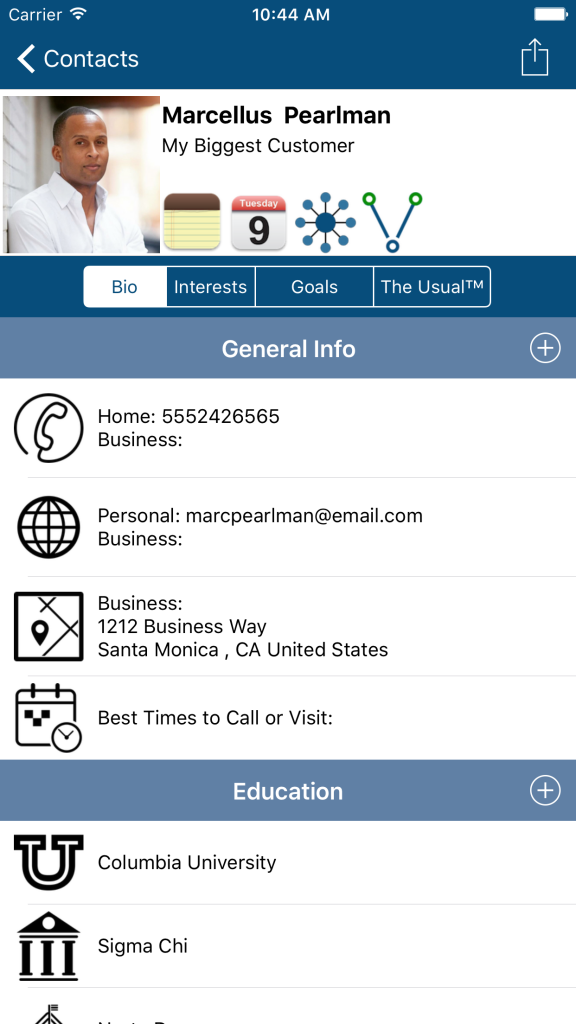 Carrier 10:44 AM
Contacts
Marcellus Pearlman
My Biggest Customer
Tuesday
9
Bio Interests Goals The Usual™
General Info
Home: 5552426565
Business:
Personal: marcpearlman@email.com
Business:
Business:
1212 Business Way
Santa Monica , CA United States
Best Times to Call or Visit:
Education
Columbia University
Sigma Chi